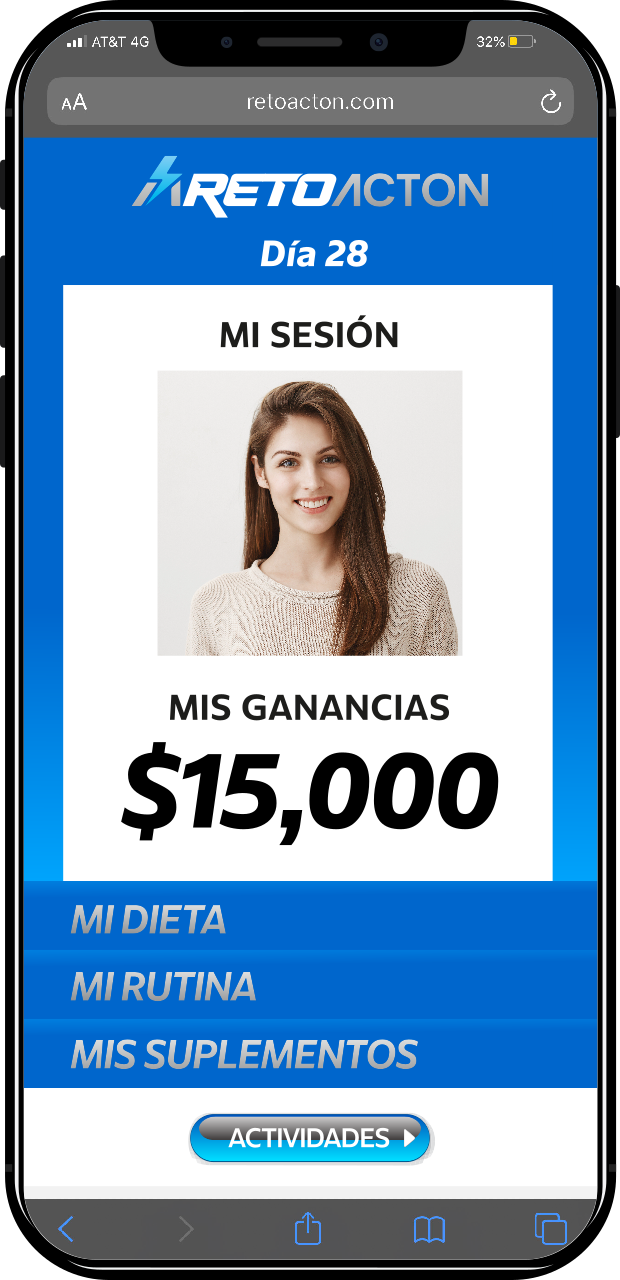 AT&T 4G
32%
AA
retoacton.com
RETOACTON
Día 28
MI SESIÓN
MIS GANANCIAS
$15,000
MI DIETA
MI RUTINA
MIS SUPLEMENTOS
ACTIVIDADES